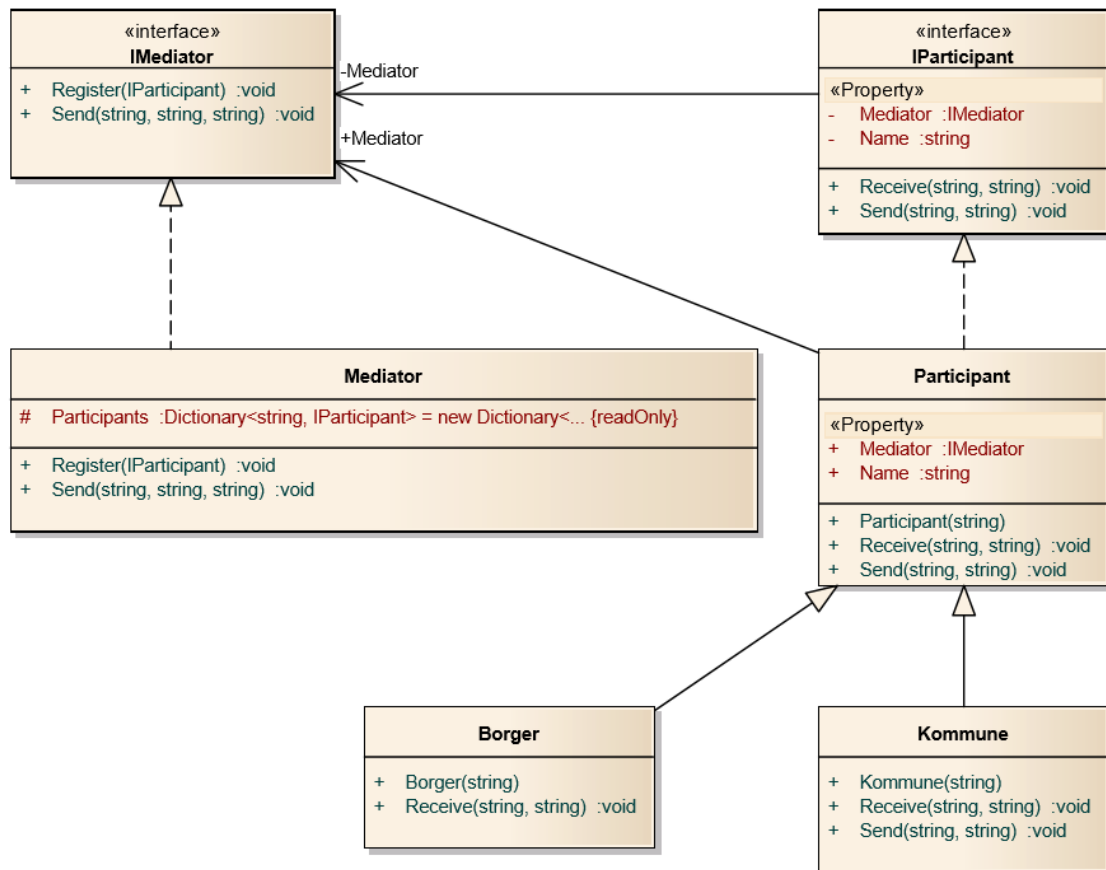 «interface»
IMediator
+ Register(IParticipant) :void
+ Send(string, string, string) :void
-Mediator
+Mediator
«interface»
IParticipant
«Property»
- Mediator :IMediator
- Name :string
+ Receive(string, string) :void
+ Send(string, string) :void
Mediator
# Participants :Dictionary<string, IParticipant> = new Dictionary<... {readOnly}
+ Register(IParticipant) :void
+ Send(string, string, string) :void
Participant
«Property»
+ Mediator :IMediator
+ Name :string
+ Participant(string)
+ Receive(string, string) :void
+ Send(string, string) :void
Borger
+ Borger(string)
+ Receive(string, string) :void
Kommune
+ Kommune(string)
+ Receive(string, string) :void
+ Send(string, string) :void